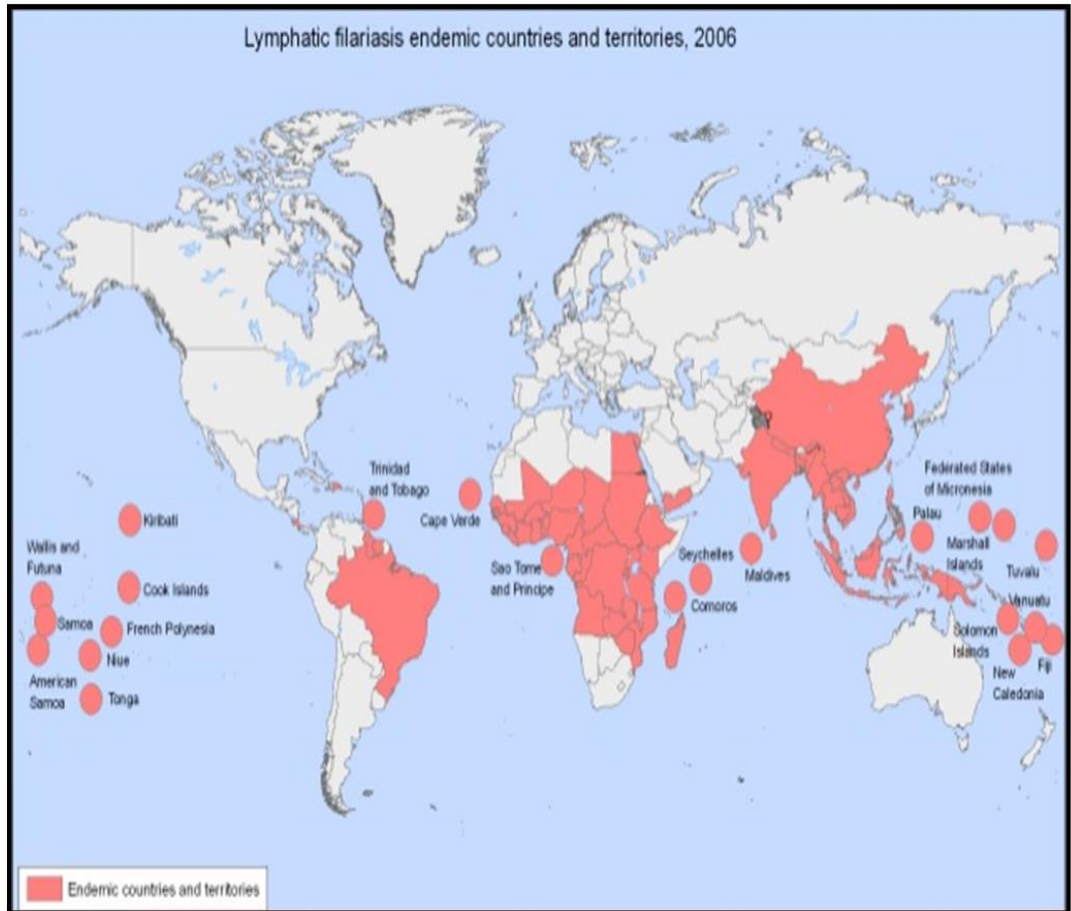 Lymphatic filariasis endemic countries and territories, 2006
Trinidad
and Tobago
Cape Verde
Federated States
of Micronesia
Palau
Marshall
Islands
Tuvalu
Kiribati
Wallis and
Futuna
Cook Islands
Samoa
French Polynesia
Niue
American
Samoa
Tonga
Sao Tome
and Principe
Seychelles
Comoros
Maldives
Vanuatu
Solomon
Islands
Fiji
New
Caledonia
Endemic countries and territories